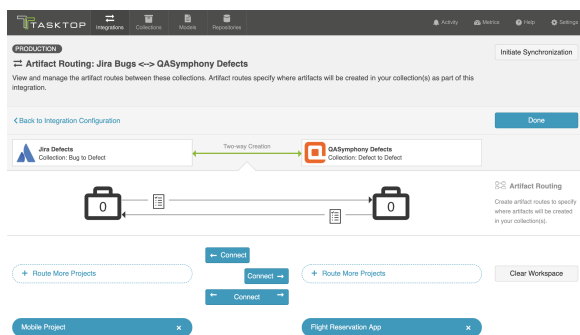 TASKTOP
Integrations
Collections
Models
Repositories
Activity
Metrics
Help
Settings
PRODUCTION
Initiate Synchronization
Artifact Routing: Jira Bugs <--> QASymphony Defects
View and manage the artifact routes between these collections. Artifact routes specify where artifacts will be created in your collection(s) as part of this
integration.
Back to Integration Configuration
Done
Jira Defects
Collection: Bug to Defect
Two-way Creation
QASymphony Defects
Collection: Defect to Defect
0
0
Artifact Routing
Create artifact routes to specify
where artifacts will be created
in your collection(s).
← Connect
+ Route More Projects
Connect →
+ Route More Projects
Clear Workspace
← Connect →
Mobile Project ×
Flight Reservation App ×